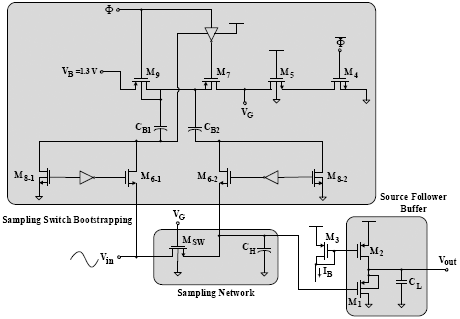 Φ
V_B =1.3 V
M_9
M_7
M_5
Φ̅
M_4
V_G
C_B1
C_B2
M_8-1
M_6-1
M_6-2
M_8-2
Sampling Switch Bootstrapping
V_G
Source Follower
Buffer
M_SW
C_H
M_3
M_2
V_in
I_B
V_out
C_L
M_1
Sampling Network